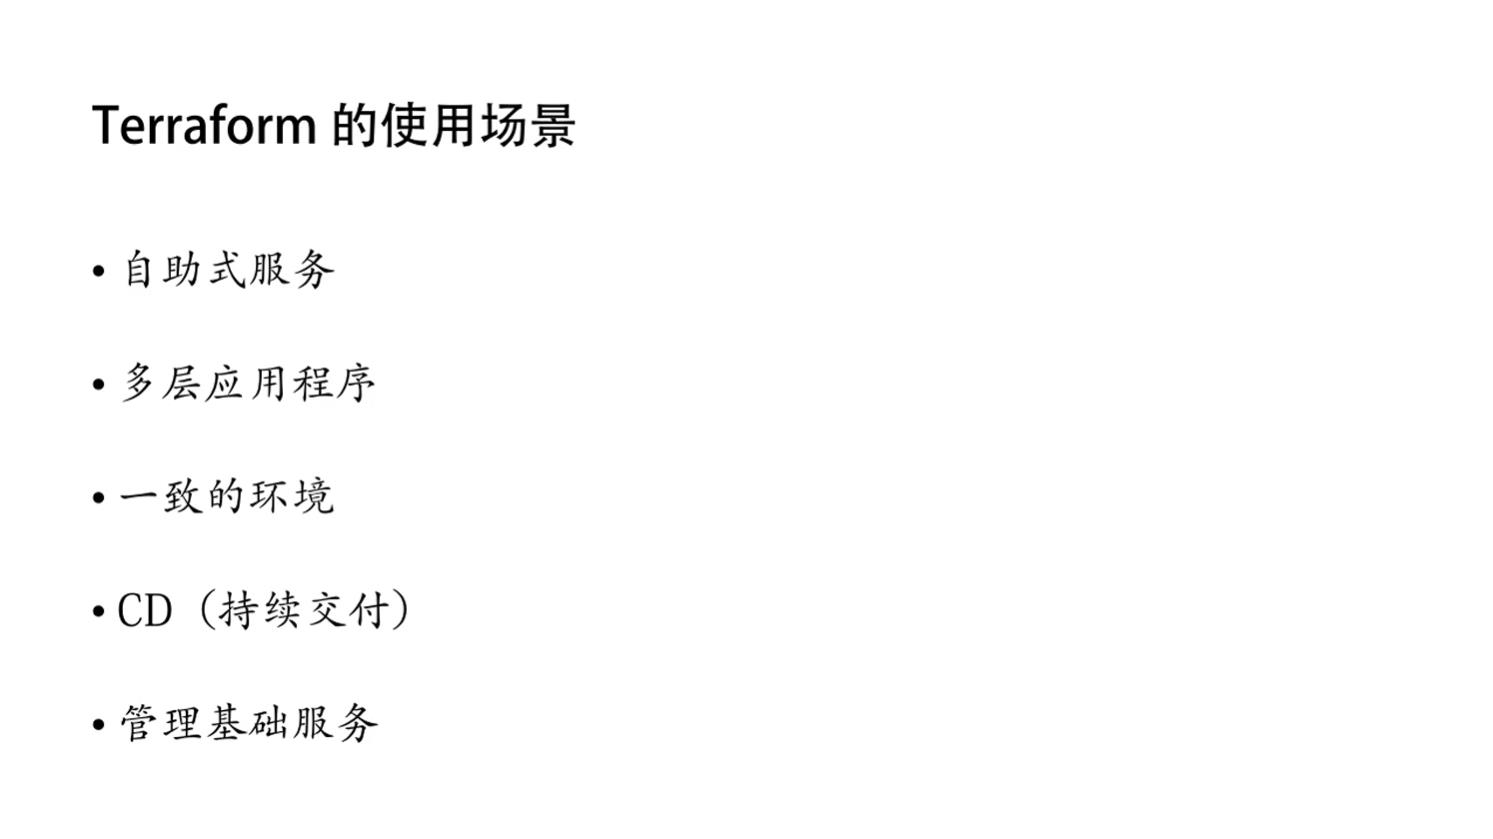 Terraform 的使用场景
• 自助式服务
• 多层应用程序
• 一致的环境
• CD（持续交付）
• 管理基础服务